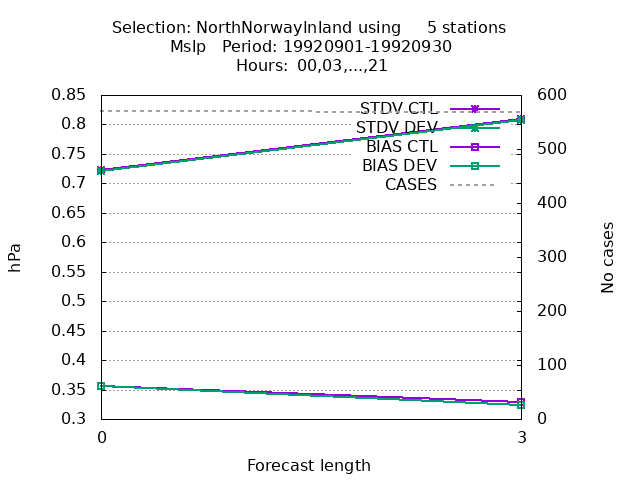 Selection: NorthNorwayInland using     5 stations
Mslp   Period: 19920901-19920930
Hours:  00,03,...,21
0.85
0.8
0.75
0.7
0.65
0.6
0.55
0.5
0.45
0.4
0.35
0.3
hPa
STDV CTL
STDV DEV
BIAS CTL
BIAS DEV
CASES
600
500
400
300
200
100
0
No cases
0
3
Forecast length